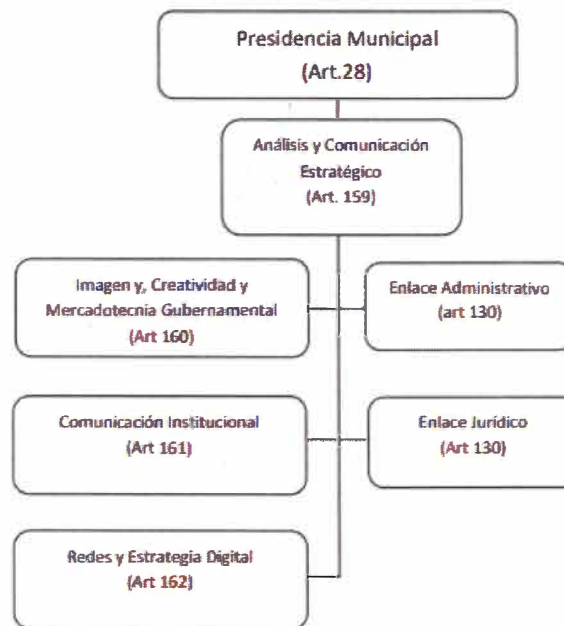 Presidencia Municipal
(Art.28)
Análisis y Comunicación
Estratégico
(Art. 159)
Imagen y, Creatividad y
Mercadotecnia Gubernamental
(Art 160)
Enlace Administrativo
(art 130)
Comunicación Institucional
(Art 161)
Enlace Jurídico
(Art 130)
Redes y Estrategia Digital
(Art 162)